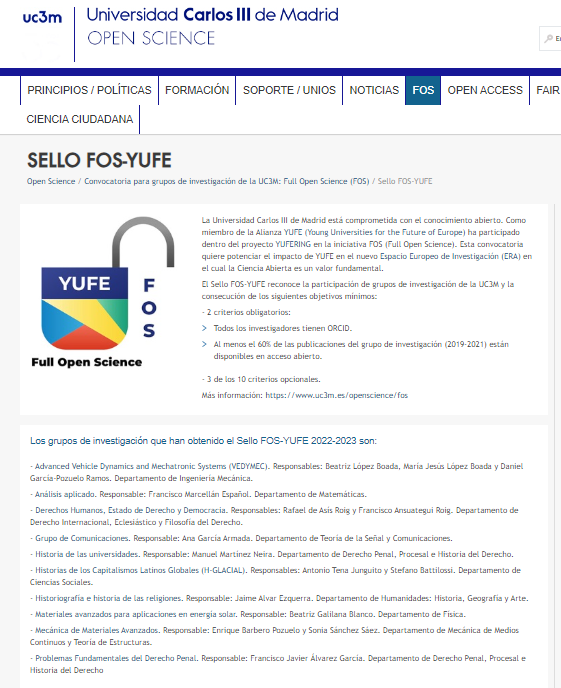 uc3m
Universidad Carlos III de Madrid
OPEN SCIENCE
PRINCIPIOS / POLÍTICAS
FORMACIÓN
SOPORTE / UNIOS
NOTICIAS
FOS
OPEN ACCESS
FAIR
CIENCIA CIUDADANA
SELLO FOS-YUFE
Open Science / Convocatoria para grupos de investigación de la UC3M: Full Open Science (FOS) / Sello FOS-YUFE
YUFE
F
O
S
Full Open Science
La Universidad Carlos III de Madrid está comprometida con el conocimiento abierto. Como
miembro de la Alianza YUFE (Young Universities for the Future of Europe) ha participado
dentro del proyecto YUFERING en la iniciativa FOS (Full Open Science). Esta convocatoria
quiere potenciar el impacto de YUFE en el nuevo Espacio Europeo de Investigación (ERA) en
el cual la Ciencia Abierta es un valor fundamental.
El Sello FOS-YUFE reconoce la participación de grupos de investigación de la UC3M y la
consecución de los siguientes objetivos mínimos:
- 2 criterios obligatorios:
Todos los investigadores tienen ORCID.
Al menos el 60% de las publicaciones del grupo de investigación (2019-2021) están
disponibles en acceso abierto.
- 3 de los 10 criterios opcionales.
Más información: https://www.uc3m.es/openscience/fos
Los grupos de investigación que han obtenido el Sello FOS-YUFE 2022-2023 son:
- Advanced Vehicle Dynamics and Mechatronic Systems (VEDYMEC). Responsables: Beatriz López Boada, María Jesús López Boada y Daniel
García-Pozuelo Ramos. Departamento de Ingeniería Mecánica.
- Análisis aplicado. Responsable: Francisco Marcellán Español. Departamento de Matemáticas.
- Derechos Humanos, Estado de Derecho y Democracia. Responsables: Rafael de Asís Roig y Francisco Ansuategui Roig. Departamento de
Derecho Internacional, Eclesiástico y Filosofía del Derecho.
- Grupo de Comunicaciones. Responsable: Ana García Armada. Departamento de Teoría de la Señal y Comunicaciones.
- Historia de las universidades. Responsable: Manuel Martínez Neira. Departamento de Derecho Penal, Procesal e Historia del Derecho.
- Historias de los Capitalismos Latinos Globales (H-GLACIAL). Responsables: Antonio Tena Junguito y Stefano Battilossi. Departamento de
Ciencias Sociales.
- Historiografía e historia de las religiones. Responsable: Jaime Alvar Ezquerra. Departamento de Humanidades: Historia, Geografía y Arte.
- Materiales avanzados para aplicaciones en energía solar. Responsable: Beatriz Galilana Blanco. Departamento de Física.
- Mecánica de Materiales Avanzados. Responsable: Enrique Barbero Pozuelo y Sonia Sánchez Sáez. Departamento de Mecánica de Medios
Continuos y Teoría de Estructuras.
- Problemas Fundamentales del Derecho Penal. Responsable: Francisco Javier Álvarez García. Departamento de Derecho Penal, Procesal e
Historia del Derecho